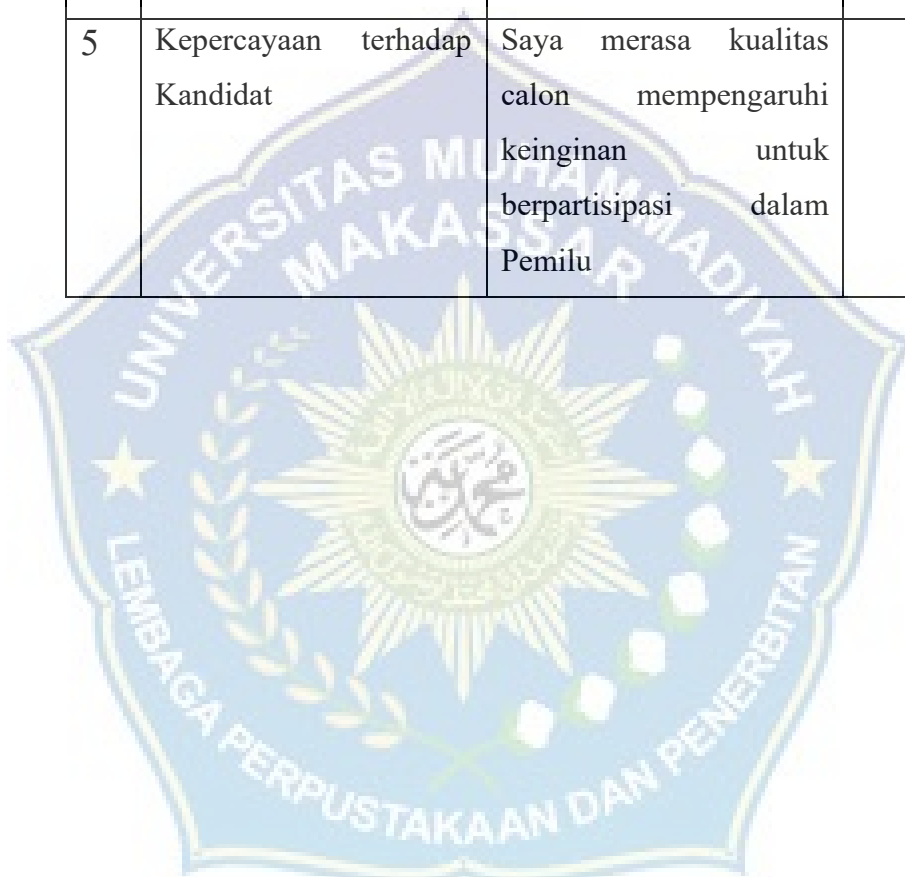 5
Kepercayaan terhadap
Kandidat
Saya merasa kualitas
calon mempengaruhi
keinginan untuk
berpartisipasi dalam
Pemilu
UNIVERSITAS MUHAMMADIYAH
MAKASSAR
LEMBAGA PERPUSTAKAAN DAN PENERBITAN